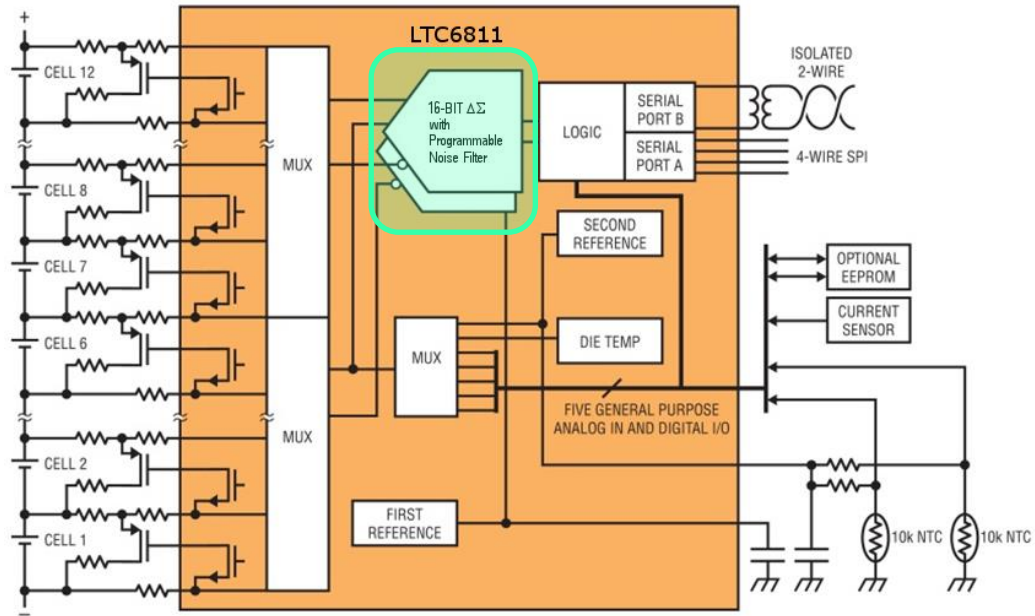 +
LTC6811
CELL 12
16-BIT ΔΣ
with
Programmable
Noise Filter
LOGIC
SERIAL
PORT B
SERIAL
PORT A
ISOLATED
2-WIRE
4-WIRE SPI
MUX
CELL 8
SECOND
REFERENCE
CELL 7
OPTIONAL
EEPROM
CURRENT
SENSOR
CELL 6
MUX
DIE TEMP
FIVE GENERAL PURPOSE
ANALOG IN AND DIGITAL I/O
MUX
CELL 2
FIRST
REFERENCE
CELL 1
10k NTC
10k NTC
–